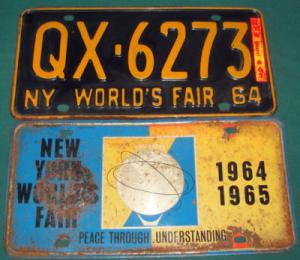 QX·6273
NY WORLD'S FAIR 64
NEW
YORK
WORLD'S
FAIR
1964
1965
PEACE THROUGH UNDERSTANDING